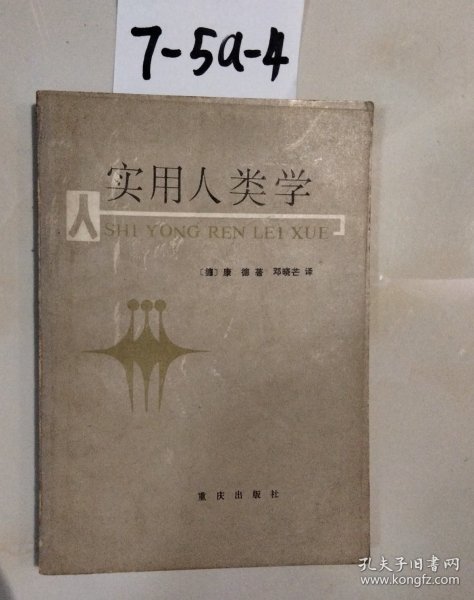 7-5a-4
实用人类学
人
SHI YONG REN LEI XUE
〔德〕康德著 邓晓芒译
重庆出版社
孔夫子旧书网
www.kongfz.com